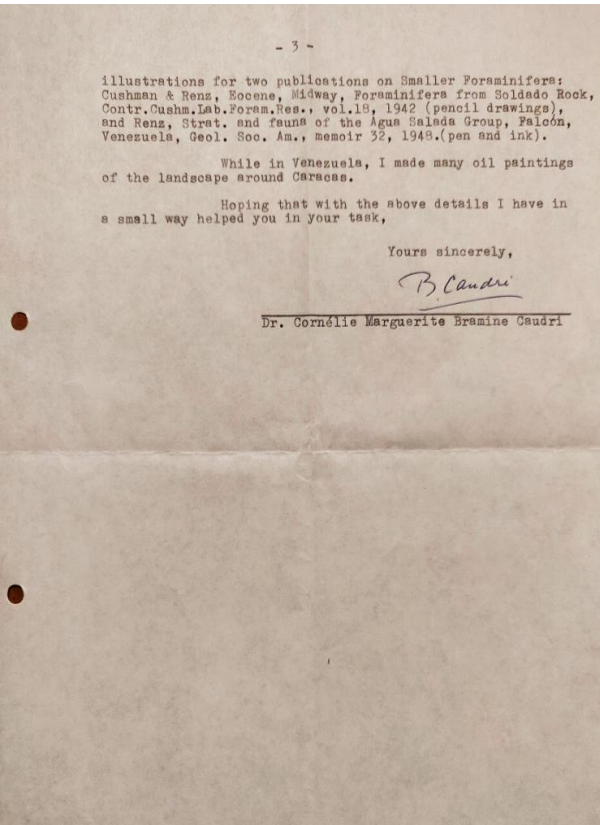 - 3 -
illustrations for two publications on Smaller Foraminifera:
Cushman & Renz, Eocene, Midway, Foraminifera from Soldado Rock,
Contr.Cushm.Lab.Foram.Res., vol.18, 1942 (pencil drawings),
and Renz, Strat. and fauna of the Agua Salada Group, Falcón,
Venezuela, Geol. Soc. Am., memoir 32, 1948.(pen and ink).
While in Venezuela, I made many oil paintings
of the landscape around Caracas.
Hoping that with the above details I have in
a small way helped you in your task,
Yours sincerely,
B. Caudri
Dr. Cornélie Marguerite Bramine Caudri